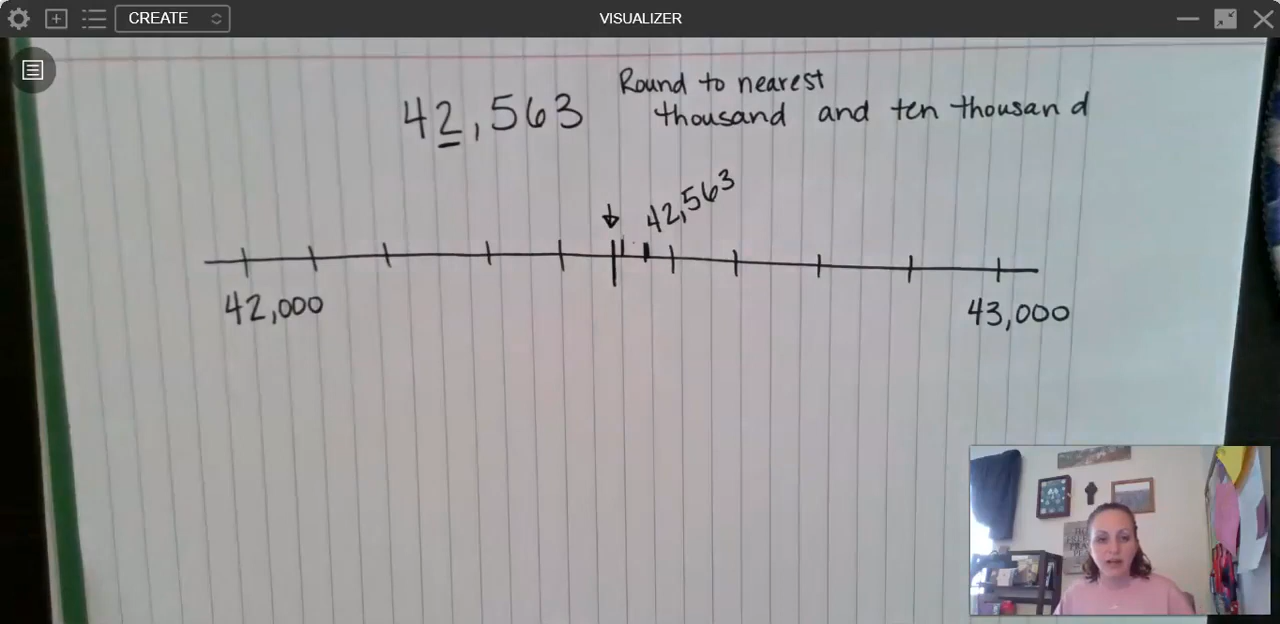 CREATE
VISUALIZER
42,563
Round to nearest
thousand and ten thousand
42,563
42,000
43,000